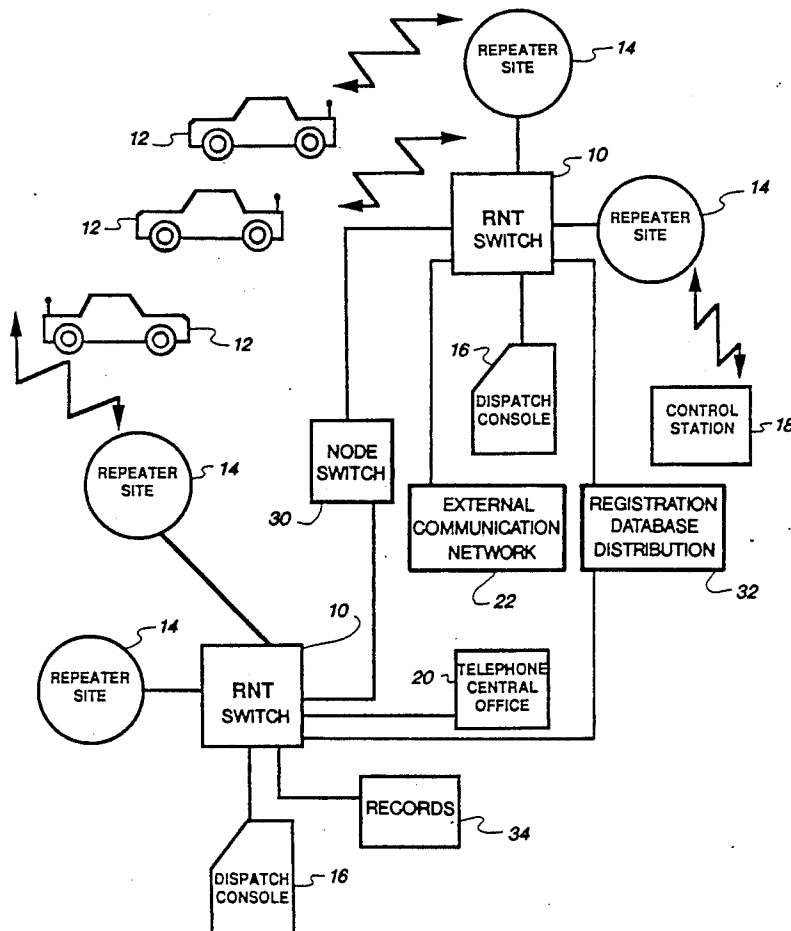 REPEATER
SITE
14
12
10
14
RNT
SWITCH
REPEATER
SITE
12
12
16
DISPATCH
CONSOLE
CONTROL
STATION
18
NODE
SWITCH
30
REPEATER
SITE
14
EXTERNAL
COMMUNICATION
NETWORK
22
REGISTRATION
DATABASE
DISTRIBUTION
32
14
10
REPEATER
SITE
RNT
SWITCH
20
TELEPHONE
CENTRAL
OFFICE
RECORDS
34
DISPATCH
CONSOLE
16